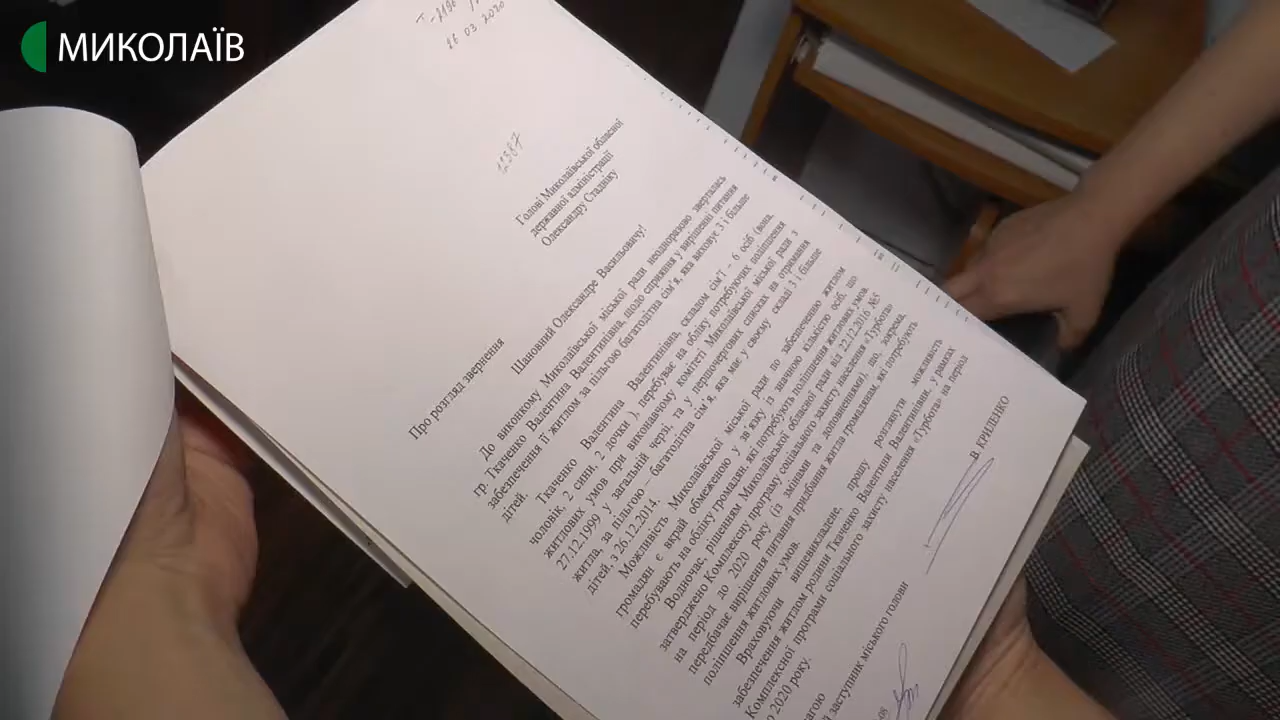 МИКОЛАЇВ
26 03. 2020
12387
Голові Миколаївської обласної
державної адміністрації
Олександру Стадніку
Про розгляд звернення
Шановний Олександре Васильовичу!
До виконкому Миколаївської міської ради неодноразово зверталась
гр. Ткаченко Валентина Валентинівна, щодо сприяння у вирішенні питання
забезпечення її житлом за пільгою багатодітна сім'я, яка виховує 3 і більше
дітей.
Ткаченко Валентина Валентинівна, складом сім'ї – 6 осіб (вона,
чоловік, 2 сини, 2 дочки ), перебуває на обліку потребуючих поліпшення
житлових умов при виконавчому комітеті Миколаївської міської ради з
27.12.1999 у загальній черзі, та у першочергових списках на отримання
житла, за пільгою – багатодітна сім'я, яка має у своєму складі 3 і більше
дітей, з 26.12.2014.
Можливість Миколаївської міської ради по забезпеченню житлом
громадян є вкрай обмеженою у зв'язку із значною кількістю осіб, що
перебувають на обліку громадян, які потребують поліпшення житлових умов.
Водночас, рішенням Миколаївської обласної ради від 22.12.2016 №5
затверджено Комплексну програму соціального захисту населення «Турбота»
на період до 2020 року (із змінами та доповненнями), що, зокрема,
передбачає вирішення питання придбання житла громадянам, які потребують
поліпшення житлових умов.
Враховуючи вищевикладене, прошу розглянути можливість
забезпечення житлом родини Ткаченко Валентини Валентинівни, у рамках
Комплексної програми соціального захисту населення «Турбота» на період
о 2020 року.
вагою
й заступник міського голови
В. КРИЛЕНКО